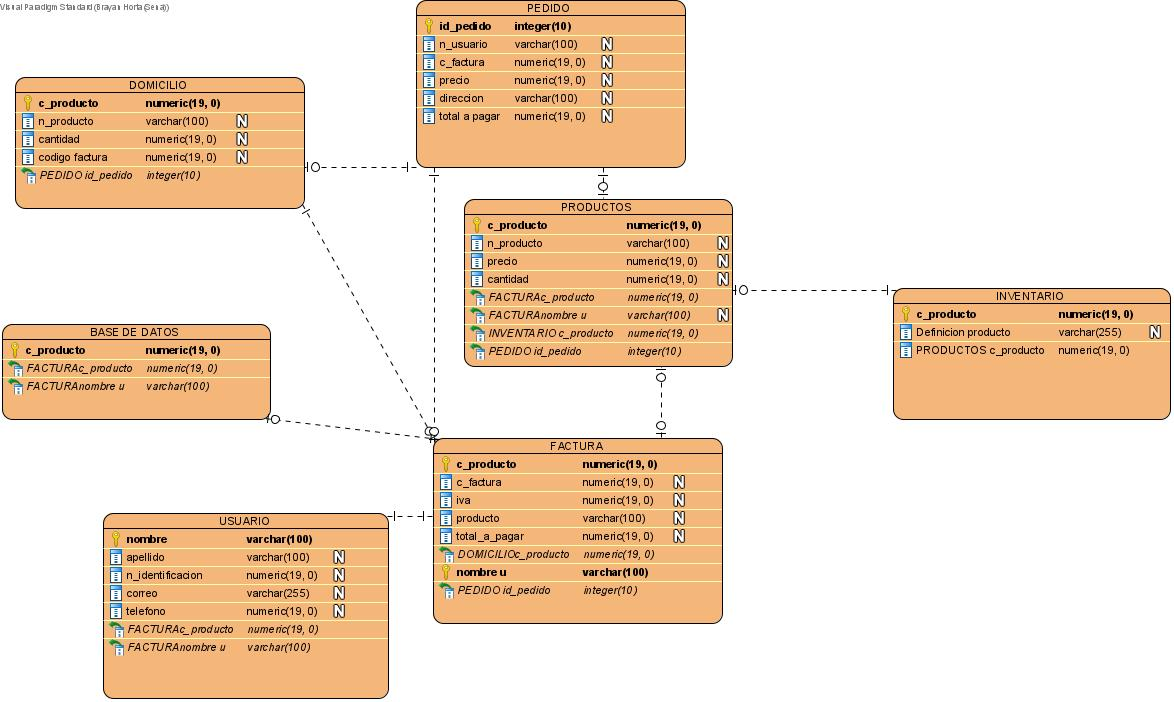 Visual Paradigm Standard (Brayan Horta (Sena))
PEDIDO
id_pedido integer(10)
n_usuario varchar(100) N
c_factura numeric(19, 0) N
precio numeric(19, 0) N
direccion varchar(100) N
total a pagar numeric(19, 0) N
DOMICILIO
c_producto numeric(19, 0)
n_producto varchar(100) N
cantidad numeric(19, 0) N
codigo factura numeric(19, 0) N
PEDIDO id_pedido integer(10)
PRODUCTOS
c_producto numeric(19, 0)
n_producto varchar(100) N
precio numeric(19, 0) N
cantidad numeric(19, 0) N
FACTURAc_producto numeric(19, 0)
FACTURAnombre u varchar(100) N
INVENTARIO c_producto numeric(19, 0)
PEDIDO id_pedido integer(10)
INVENTARIO
c_producto numeric(19, 0)
Definicion producto varchar(255) N
PRODUCTOS c_producto numeric(19, 0)
BASE DE DATOS
c_producto numeric(19, 0)
FACTURAc_producto numeric(19, 0)
FACTURAnombre u varchar(100)
FACTURA
c_producto numeric(19, 0)
c_factura numeric(19, 0) N
iva numeric(19, 0) N
producto varchar(100) N
total_a_pagar numeric(19, 0) N
DOMICILIOc_producto numeric(19, 0)
nombre u varchar(100)
PEDIDO id_pedido integer(10)
USUARIO
nombre varchar(100)
apellido varchar(100) N
n_identificacion numeric(19, 0) N
correo varchar(255) N
telefono numeric(19, 0) N
FACTURAc_producto numeric(19, 0)
FACTURAnombre u varchar(100)